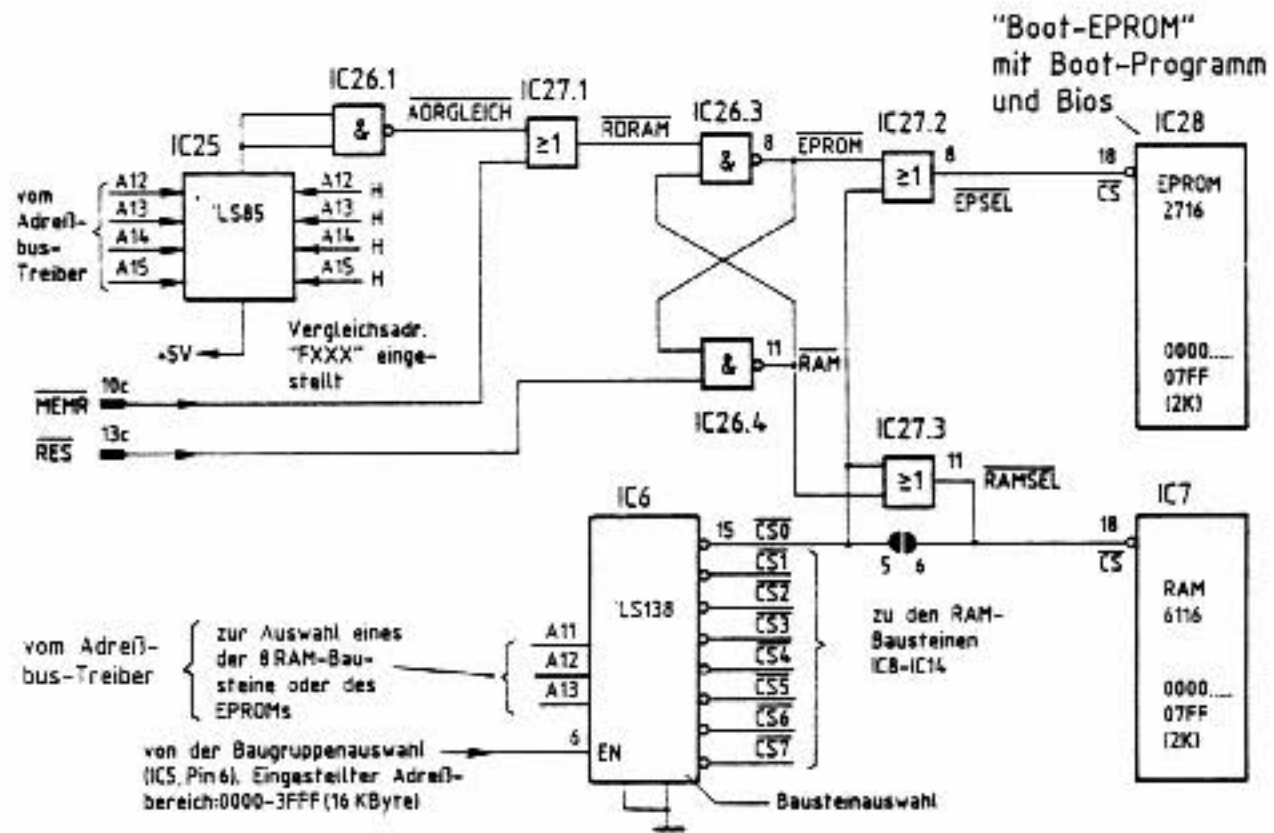 "Boot-EPROM"
mit Boot-Programm
und Bios
IC28
18
CS
EPROM
2716
0000....
07FF
(2K)
IC26.1
&
ADRGLEICH
IC27.1
≥1
RDRAM
IC26.3
&
8
EPROM
IC27.2
≥1
8
EPSEL
IC25
'LS85
vom
Adreß-
bus-
Treiber
A12
A13
A14
A15
A12 H
A13 H
A14 H
A15 H
+5V
Vergleichsadr.
"FXXX" einge-
stellt
MEMR
10c
RES
13c
&
11
RAM
IC26.4
IC27.3
≥1
11
RAMSEL
IC6
'LS138
15 CS0
CS1
CS2
CS3
CS4
CS5
CS6
CS7
5 6
zu den RAM-
Bausteinen
IC8-IC14
IC7
18
CS
RAM
6116
0000....
07FF
(2K)
vom Adreß-
bus-Treiber
zur Auswahl eines
der 8 RAM-Bau-
steine oder des
EPROMs
A11
A12
A13
6
EN
von der Baugruppenauswahl
(IC5, Pin 6). Eingestellter Adreß-
bereich:0000-3FFF (16 KByte)
Bausteinauswahl